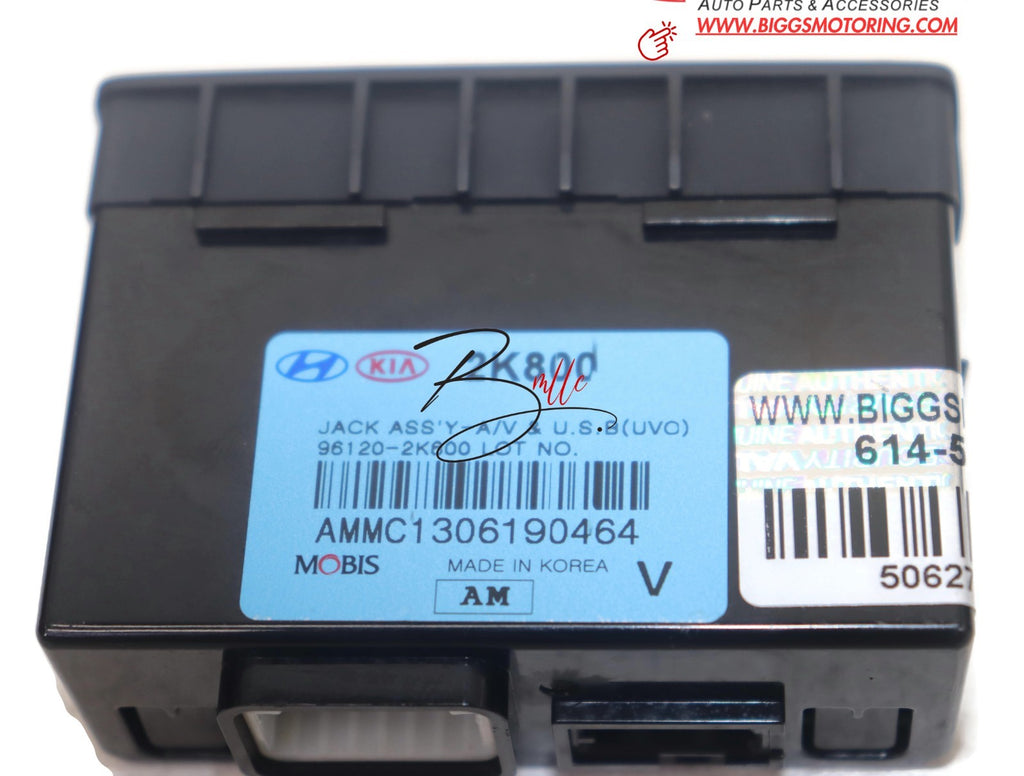 AUTO PARTS & ACCESSORIES
WWW.BIGGSMOTORING.COM
KIA 2K800
Bmllc.
JACK ASS'Y-A/V & U.S.B(UVO)
96120-2K800 LOT NO.
AMMC1306190464
MOBIS MADE IN KOREA V
AM
WWW.BIGGS
614-5
50627